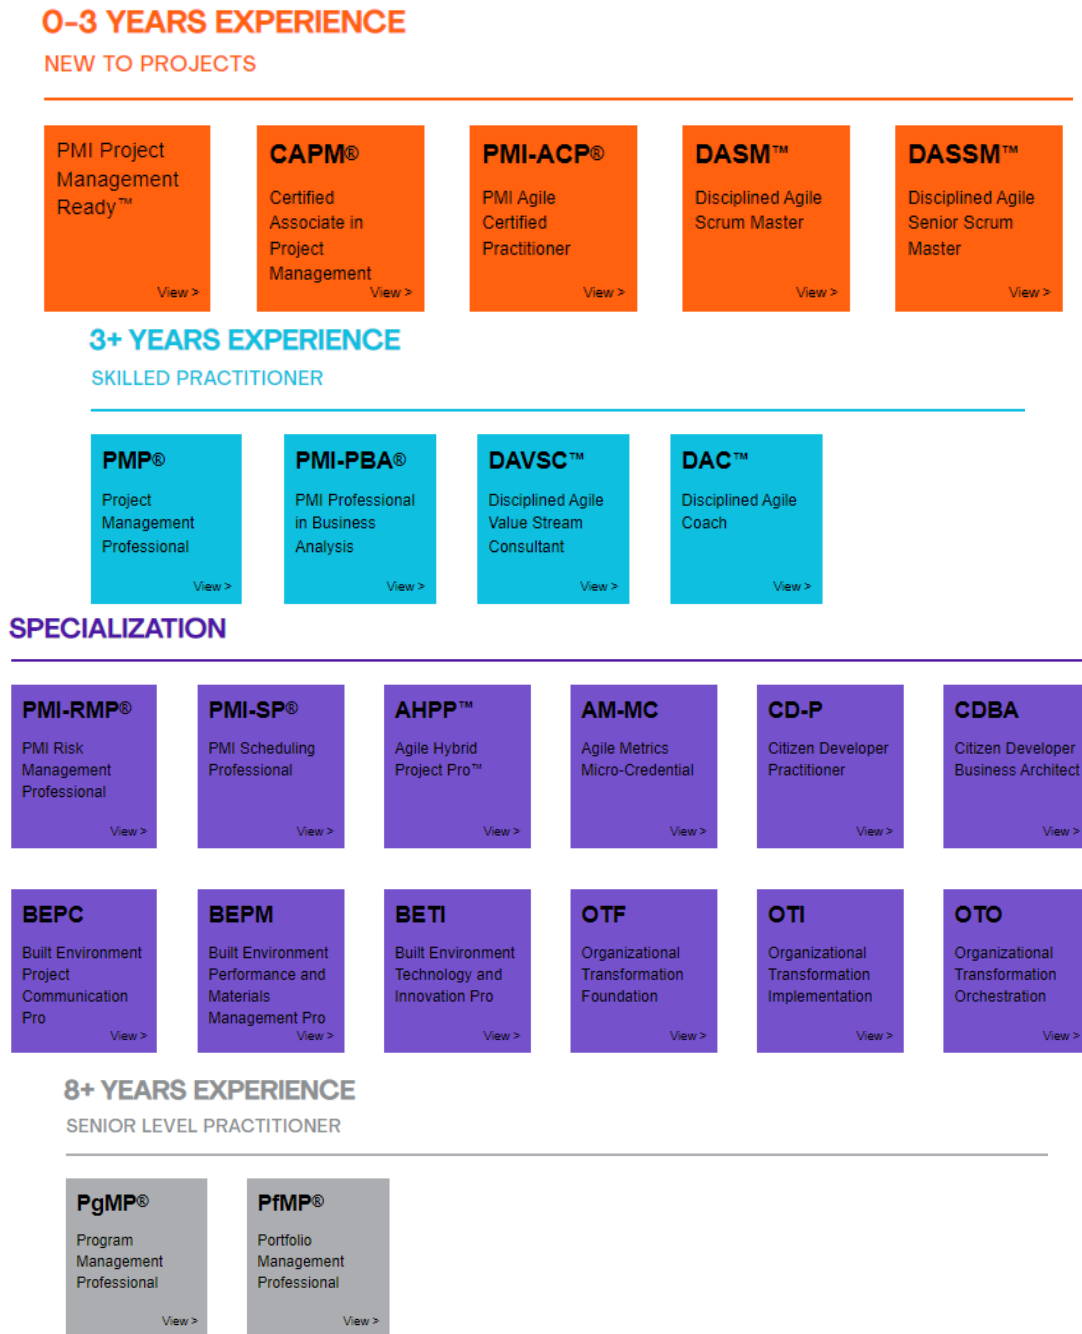 0-3 YEARS EXPERIENCE
NEW TO PROJECTS
PMI Project
Management
Ready™
View >
CAPM®
Certified
Associate in
Project
Management
View >
PMI-ACP®
PMI Agile
Certified
Practitioner
View >
DASM™
Disciplined Agile
Scrum Master
View >
DASSM™
Disciplined Agile
Senior Scrum
Master
View >
3+ YEARS EXPERIENCE
SKILLED PRACTITIONER
PMP®
Project
Management
Professional
View >
PMI-PBA®
PMI Professional
in Business
Analysis
View >
DAVSC™
Disciplined Agile
Value Stream
Consultant
View >
DAC™
Disciplined Agile
Coach
View >
SPECIALIZATION
PMI-RMP®
PMI Risk
Management
Professional
View >
PMI-SP®
PMI Scheduling
Professional
View >
AHPP™
Agile Hybrid
Project Pro™
View >
AM-MC
Agile Metrics
Micro-Credential
View >
CD-P
Citizen Developer
Practitioner
View >
CDBA
Citizen Developer
Business Architect
View >
BEPC
Built Environment
Project
Communication
Pro
View >
BEPM
Built Environment
Performance and
Materials
Management Pro
View >
BETI
Built Environment
Technology and
Innovation Pro
View >
OTF
Organizational
Transformation
Foundation
View >
OTI
Organizational
Transformation
Implementation
View >
OTO
Organizational
Transformation
Orchestration
View >
8+ YEARS EXPERIENCE
SENIOR LEVEL PRACTITIONER
PgMP®
Program
Management
Professional
View >
PfMP®
Portfolio
Management
Professional
View >